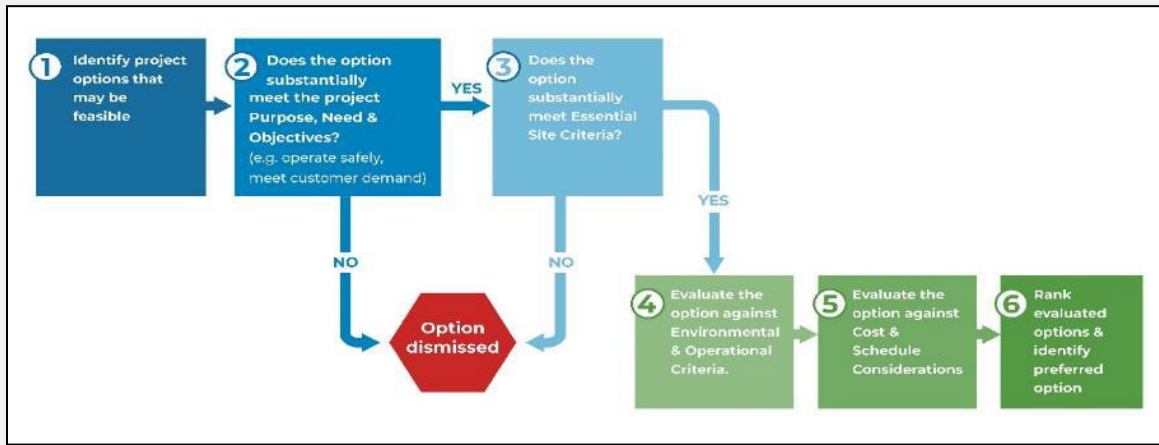 1
Identify project
options that
may be
feasible
2
Does the option
substantially
meet the project
Purpose, Need &
Objectives?
(e.g. operate safely,
meet customer demand)
YES
3
Does the
option
substantially
meet Essential
Site Criteria?
YES
NO
NO
Option
dismissed
4
Evaluate the
option against
Environmental
& Operational
Criteria.
5
Evaluate the
option against
Cost &
Schedule
Considerations
6
Rank
evaluated
options &
identify
preferred
option